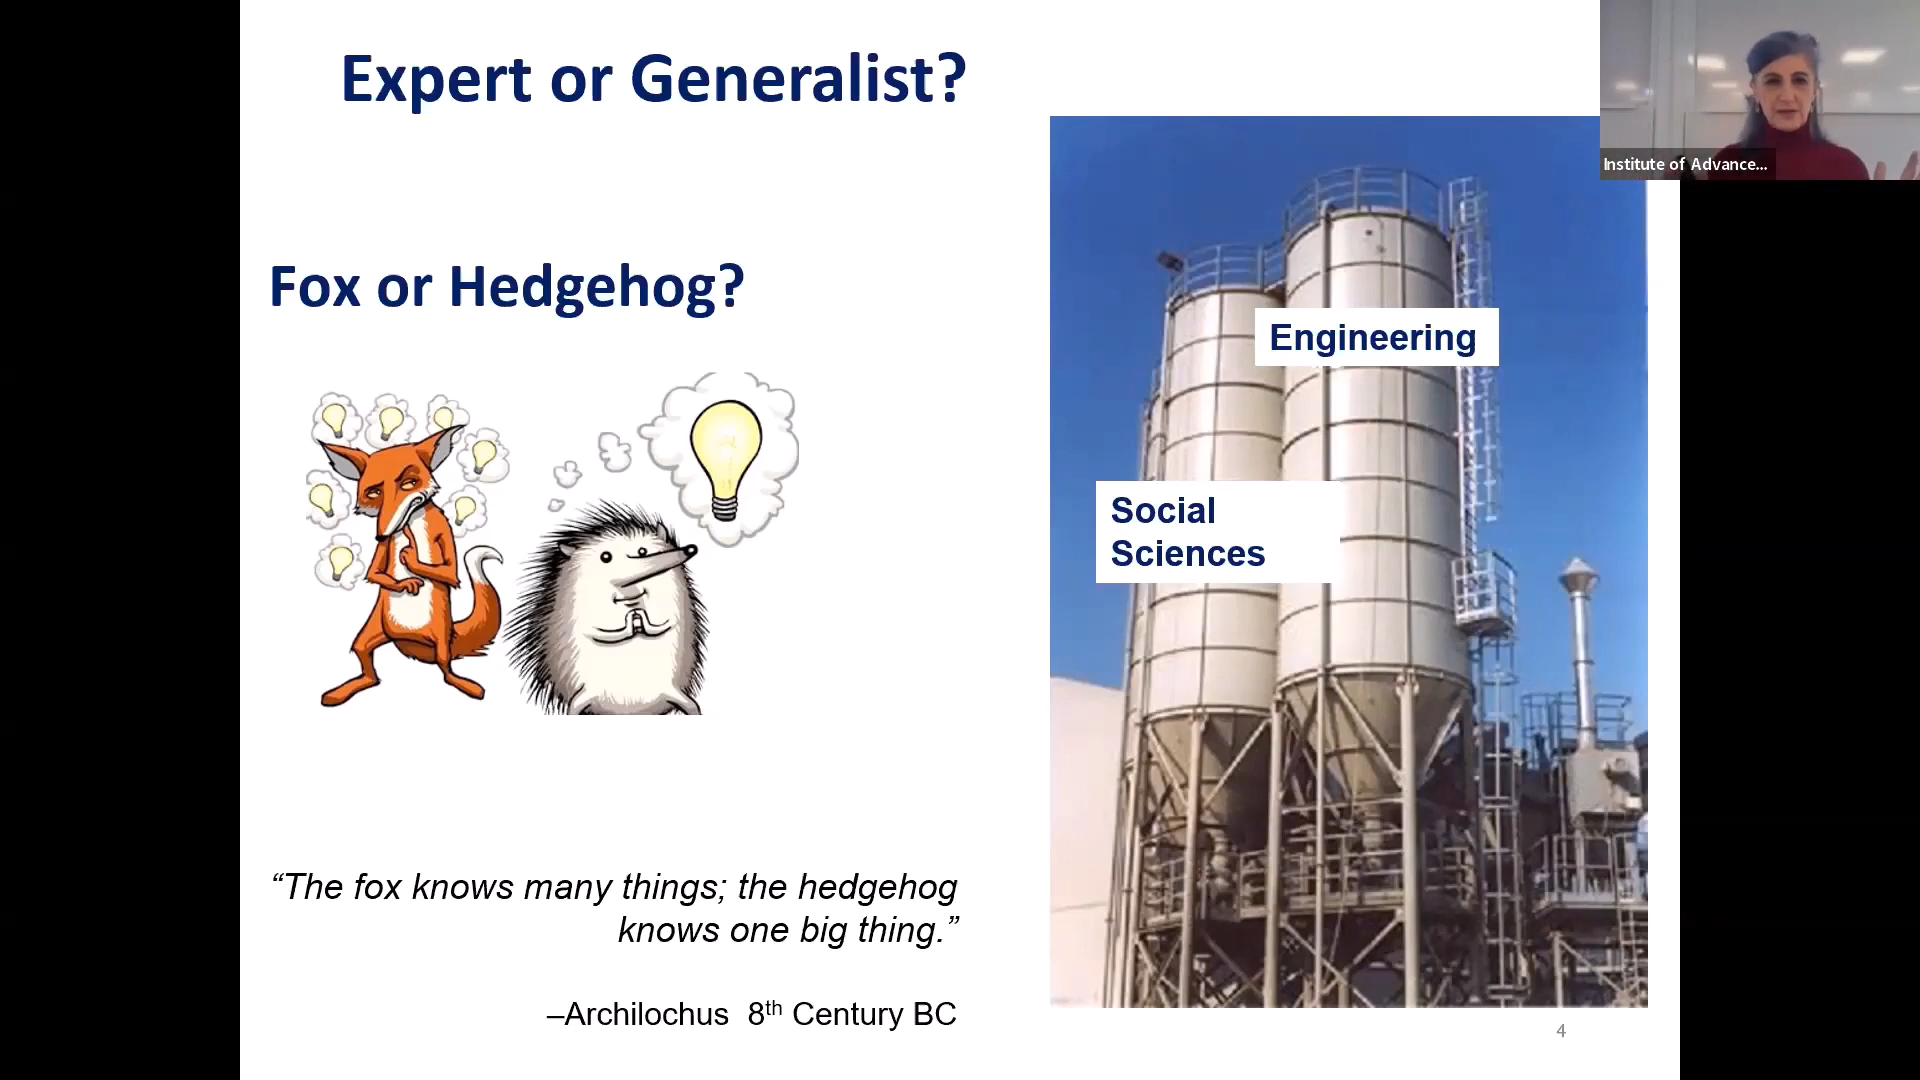 Expert or Generalist?
Institute of Advance...
Fox or Hedgehog?
Engineering
Social
Sciences
“The fox knows many things; the hedgehog
knows one big thing.”
–Archilochus 8th Century BC
4